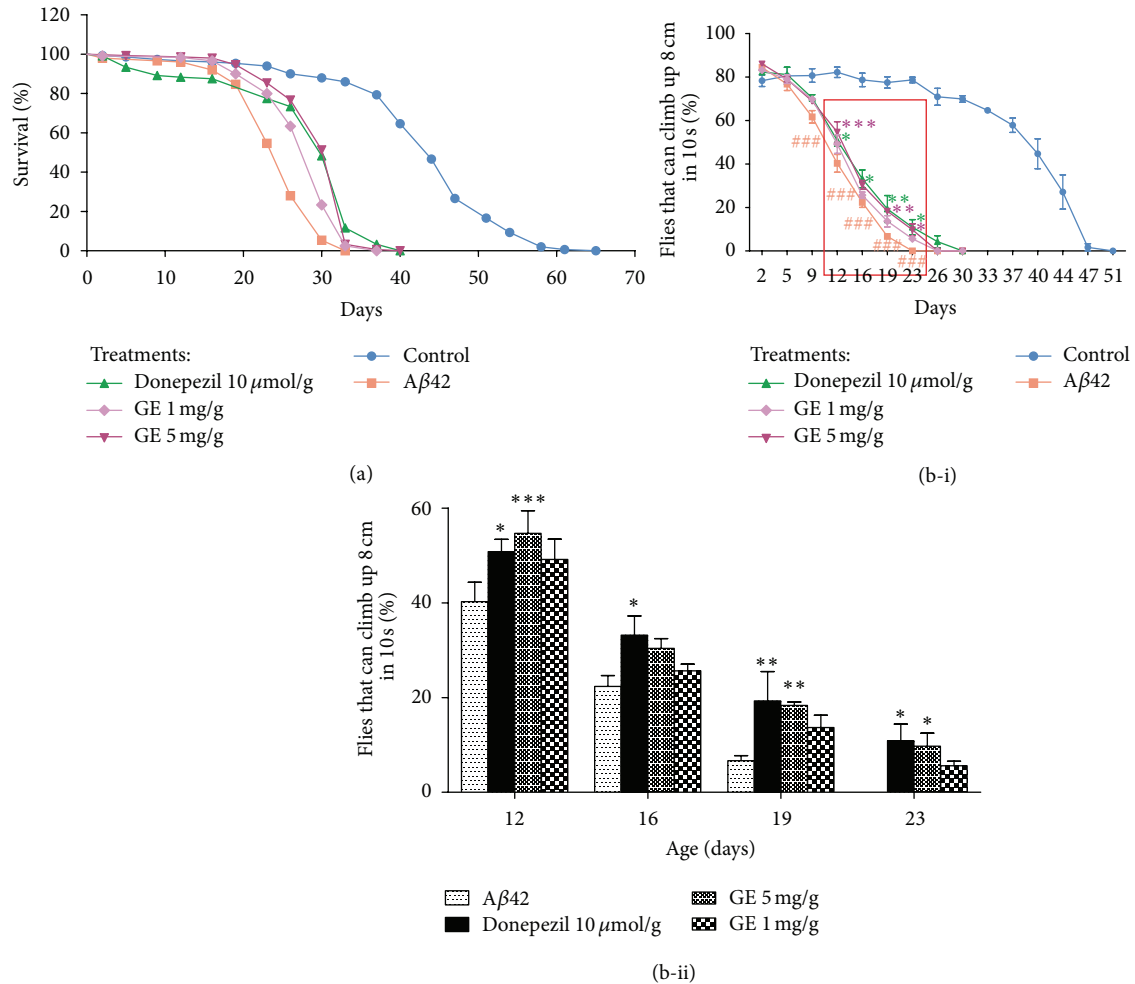 120
100
80
60
40
20
0
Survival (%)
0 10 20 30 40 50 60 70
Days
Treatments:
Donepezil 10 μmol/g
GE 1 mg/g
GE 5 mg/g
Control
Aβ42
(a)
100
80
60
40
20
0
Flies that can climb up 8 cm
in 10 s (%)
***
*
*
**
**
*
*
###
###
###
###
###
2 5 9 12 16 19 23 26 30 33 37 40 44 47 51
Days
Treatments:
Donepezil 10 μmol/g
GE 1 mg/g
GE 5 mg/g
Control
Aβ42
(b-i)
60
40
20
0
Flies that can climb up 8 cm
in 10 s (%)
* ***
*
** **
* *
12 16 19 23
Age (days)
Aβ42
Donepezil 10 μmol/g
GE 5 mg/g
GE 1 mg/g
(b-ii)